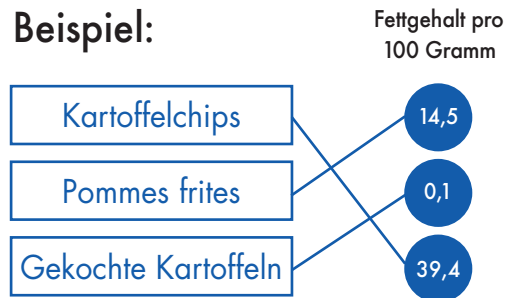 Beispiel:
Fettgehalt pro
100 Gramm
Kartoffelchips
14,5
Pommes frites
0,1
Gekochte Kartoffeln
39,4